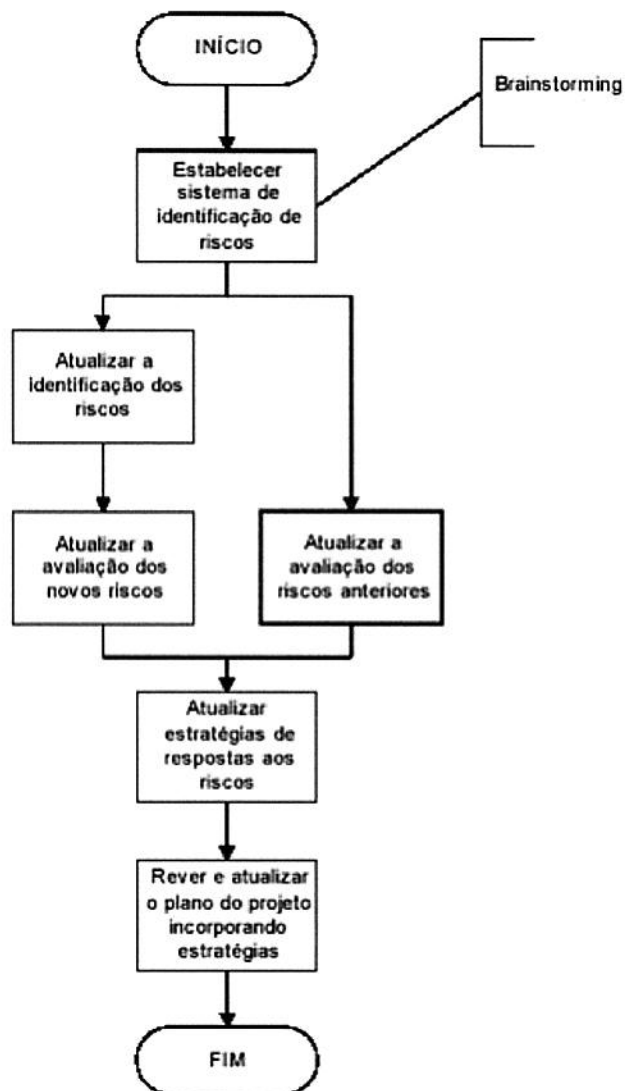 INÍCIO
Brainstorming
Estabelecer
sistema de
identificação de
riscos
Atualizar a
identificação dos
riscos
Atualizar a
avaliação dos
novos riscos
Atualizar a
avaliação dos
riscos anteriores
Atualizar
estratégias de
respostas aos
riscos
Rever e atualizar
o plano do projeto
incorporando
estratégias
FIM